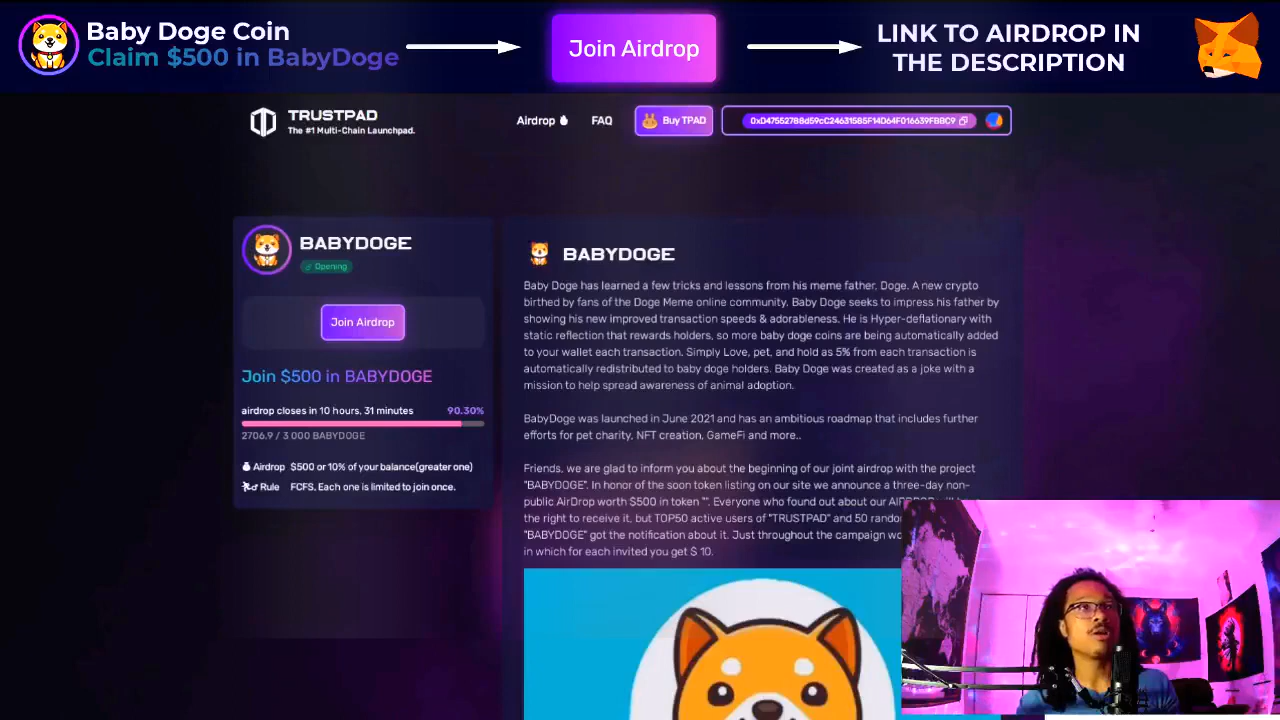 Baby Doge Coin
Claim $500 in BabyDoge
Join Airdrop
LINK TO AIRDROP IN
THE DESCRIPTION
TRUSTPAD
The #1 Multi-Chain Launchpad.
Airdrop
FAQ
Buy TPAD
BABYDOGE
Opening
Join Airdrop
Join $500 in BABYDOGE
airdrop closes in 10 hours, 31 minutes 90.30%
2706.9 / 3 000 BABYDOGE
Airdrop $500 or 10% of your balance(greater one)
Rule FCFS, Each one is limited to join once.
BABYDOGE
Baby Doge has learned a few tricks and lessons from his meme father, Doge. A new crypto
birthed by fans of the Doge Meme online community, Baby Doge seeks to impress his father by
showing his new improved transaction speeds & adorableness. He is Hyper-deflationary with
static reflection that rewards holders, so more baby doge coins are being automatically added
to your wallet each transaction. Simply Love, pet, and hold as 5% from each transaction is
automatically redistributed to baby doge holders. Baby Doge was created as a joke with a
mission to help spread awareness of animal adoption.
BabyDoge was launched in June 2021 and has an ambitious roadmap that includes further
efforts for pet charity, NFT creation, GameFi and more..
Friends, we are glad to inform you about the beginning of our joint airdrop with the project
"BABYDOGE". In honor of the soon token listing on our site we announce a three-day non-
public AirDrop worth $500 in token "". Everyone who found out about our
the right to receive it, but TOP50 active users of "TRUSTPAD" and 50
"BABYDOGE" got the notification about it. Just throughout the campaign
in which for each invited you get $ 10.